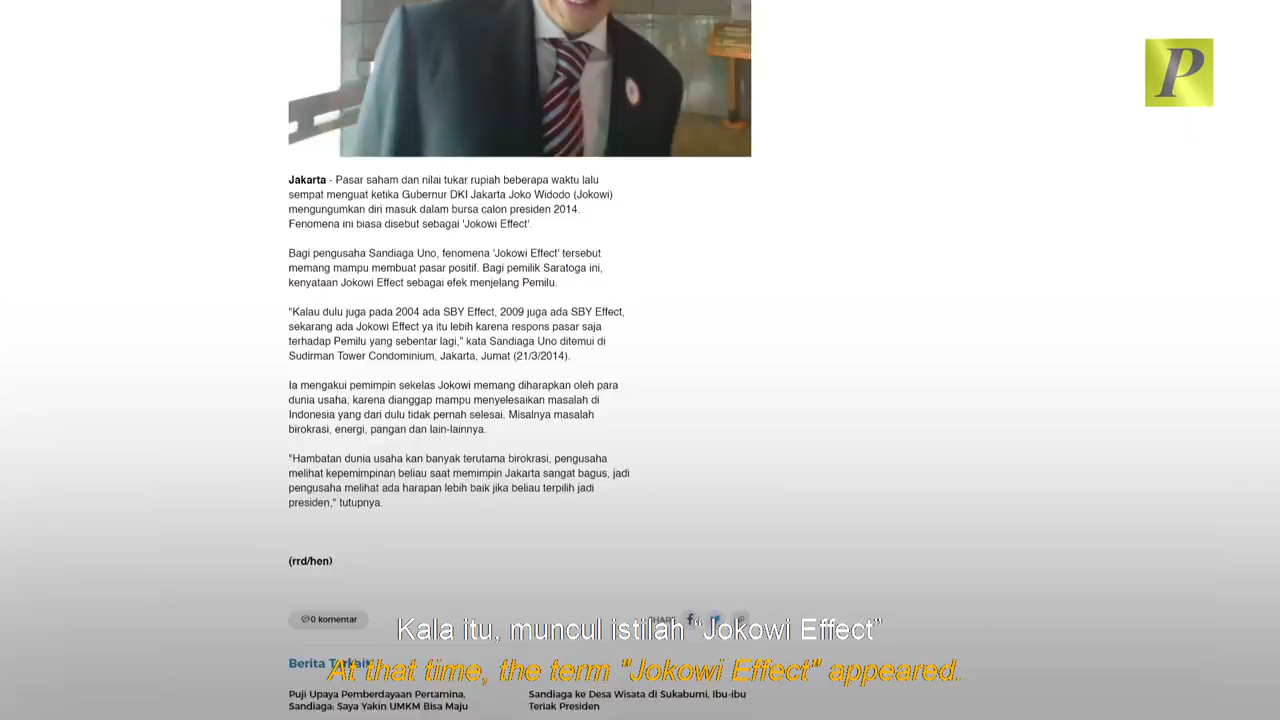 P
Jakarta - Pasar saham dan nilai tukar rupiah beberapa waktu lalu
sempat menguat ketika Gubernur DKI Jakarta Joko Widodo (Jokowi)
mengungumkan diri masuk dalam bursa calon presiden 2014.
Fenomena ini biasa disebut sebagai 'Jokowi Effect'.
Bagi pengusaha Sandiaga Uno, fenomena 'Jokowi Effect' tersebut
memang mampu membuat pasar positif. Bagi pemilik Saratoga ini,
kenyataan Jokowi Effect sebagai efek menjelang Pemilu.
"Kalau dulu juga pada 2004 ada SBY Effect, 2009 juga ada SBY Effect,
sekarang ada Jokowi Effect ya itu lebih karena respons pasar saja
terhadap Pemilu yang sebentar lagi," kata Sandiaga Uno ditemui di
Sudirman Tower Condominium, Jakarta, Jumat (21/3/2014).
Ia mengakui pemimpin sekelas Jokowi memang diharapkan oleh para
dunia usaha, karena dianggap mampu menyelesaikan masalah di
Indonesia yang dari dulu tidak pernah selesai. Misalnya masalah
birokrasi, energi, pangan dan lain-lainnya.
"Hambatan dunia usaha kan banyak terutama birokrasi, pengusaha
melihat kepemimpinan beliau saat memimpin Jakarta sangat bagus, jadi
pengusaha melihat ada harapan lebih baik jika beliau terpilih jadi
presiden," tutupnya.
(rrd/hen)
0 komentar
SHARE
Kala itu, muncul istilah "Jokowi Effect"
Berita Terkait
At that time, the term "Jokowi Effect" appeared.
Puji Upaya Pemberdayaan Pertamina,
Sandiaga: Saya Yakin UMKM Bisa Maju
Sandiaga ke Desa Wisata di Sukabumi, Ibu-ibu
Teriak Presiden